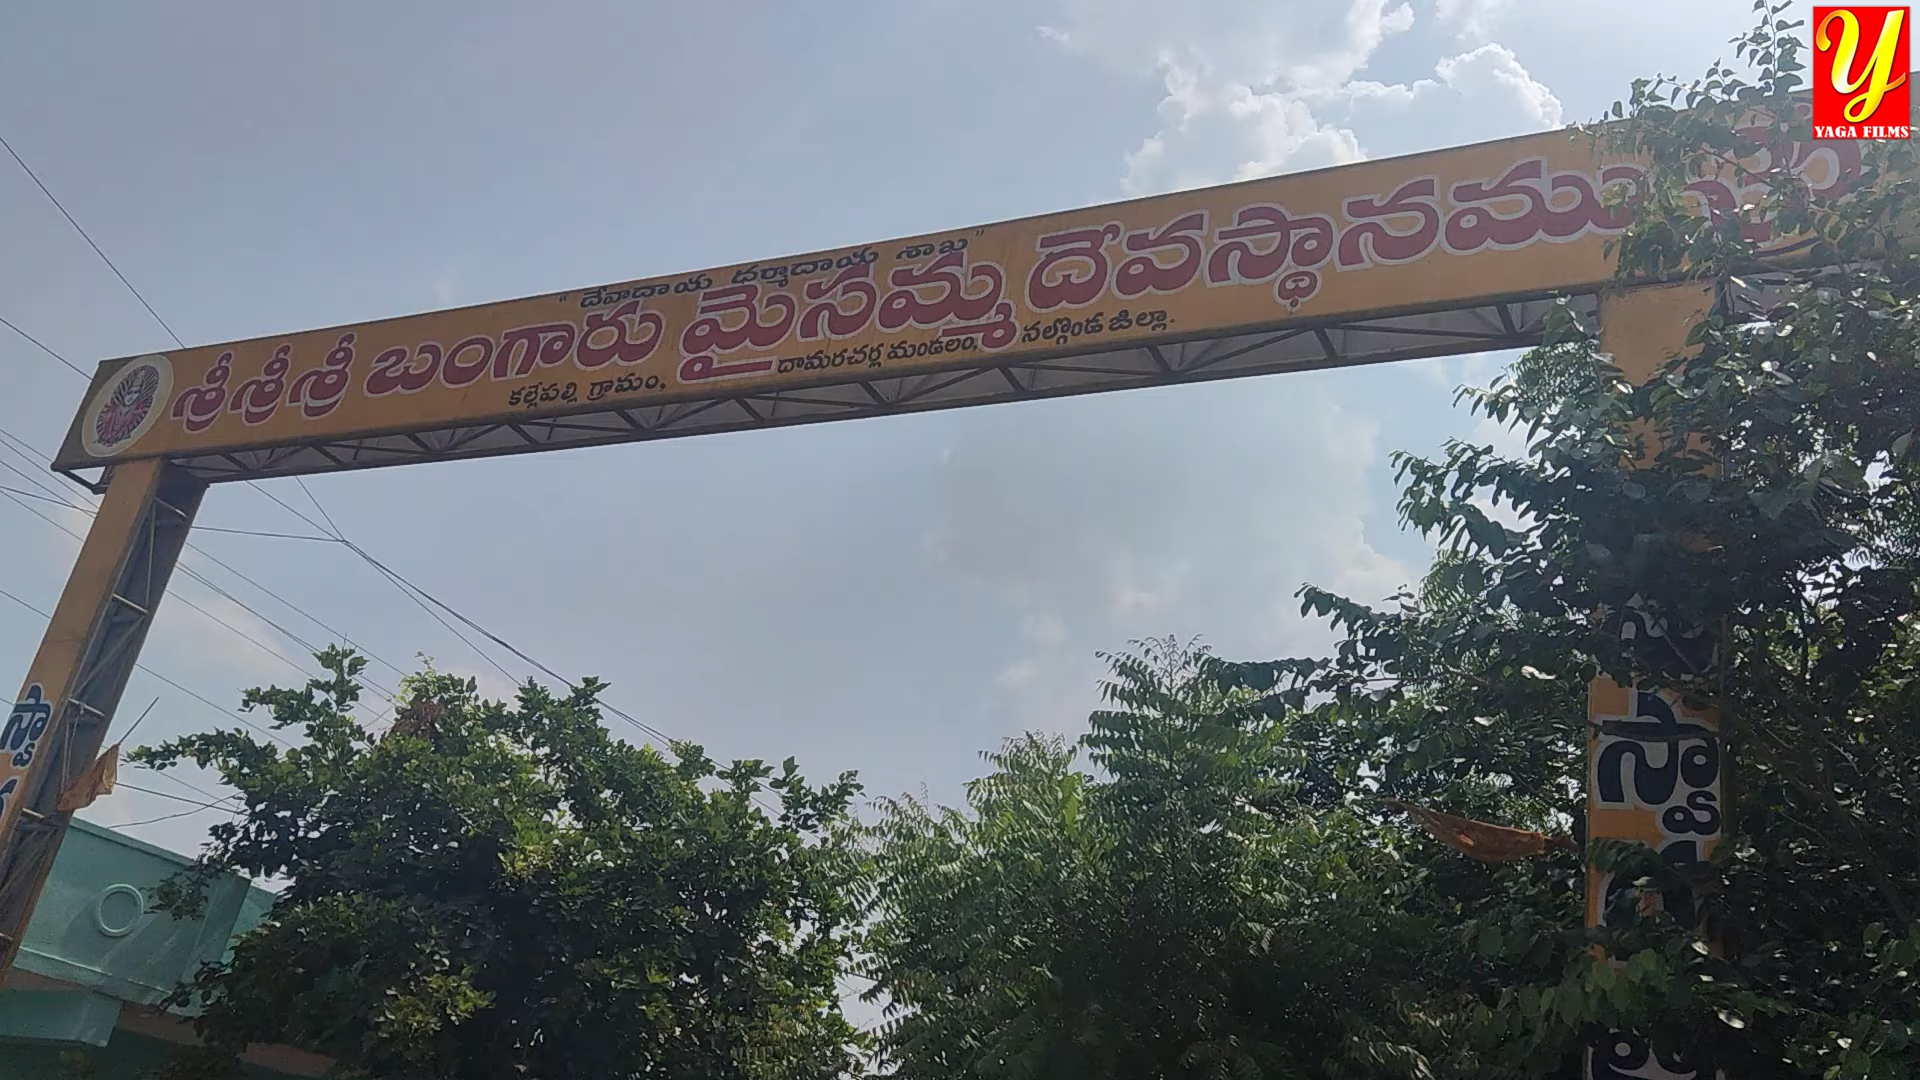 " దేవాదాయ ధర్మాదాయ శాఖ "
శ్రీశ్రీశ్రీ బంగారు మైసమ్మ దేవస్థానము
కల్లేపల్లి గ్రామం, దామరచర్ల మండలం, నల్గొండ జిల్లా.
స్వా
స్వా
Y
YAGA FILMS